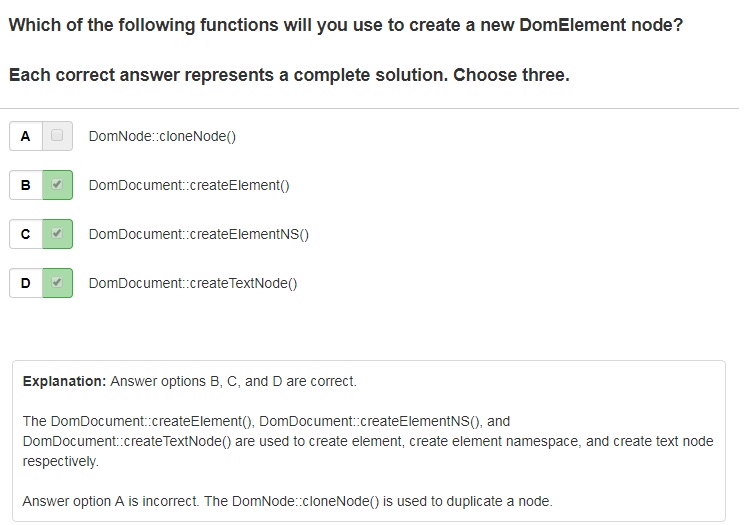 Which of the following functions will you use to create a new DomElement node?
Each correct answer represents a complete solution. Choose three.
A DomNode::cloneNode()
B DomDocument::createElement()
C DomDocument::createElementNS()
D DomDocument::createTextNode()
Explanation: Answer options B, C, and D are correct.
The DomDocument::createElement(), DomDocument::createElementNS(), and
DomDocument::createTextNode() are used to create element, create element namespace, and create text node
respectively.
Answer option A is incorrect. The DomNode::cloneNode() is used to duplicate a node.